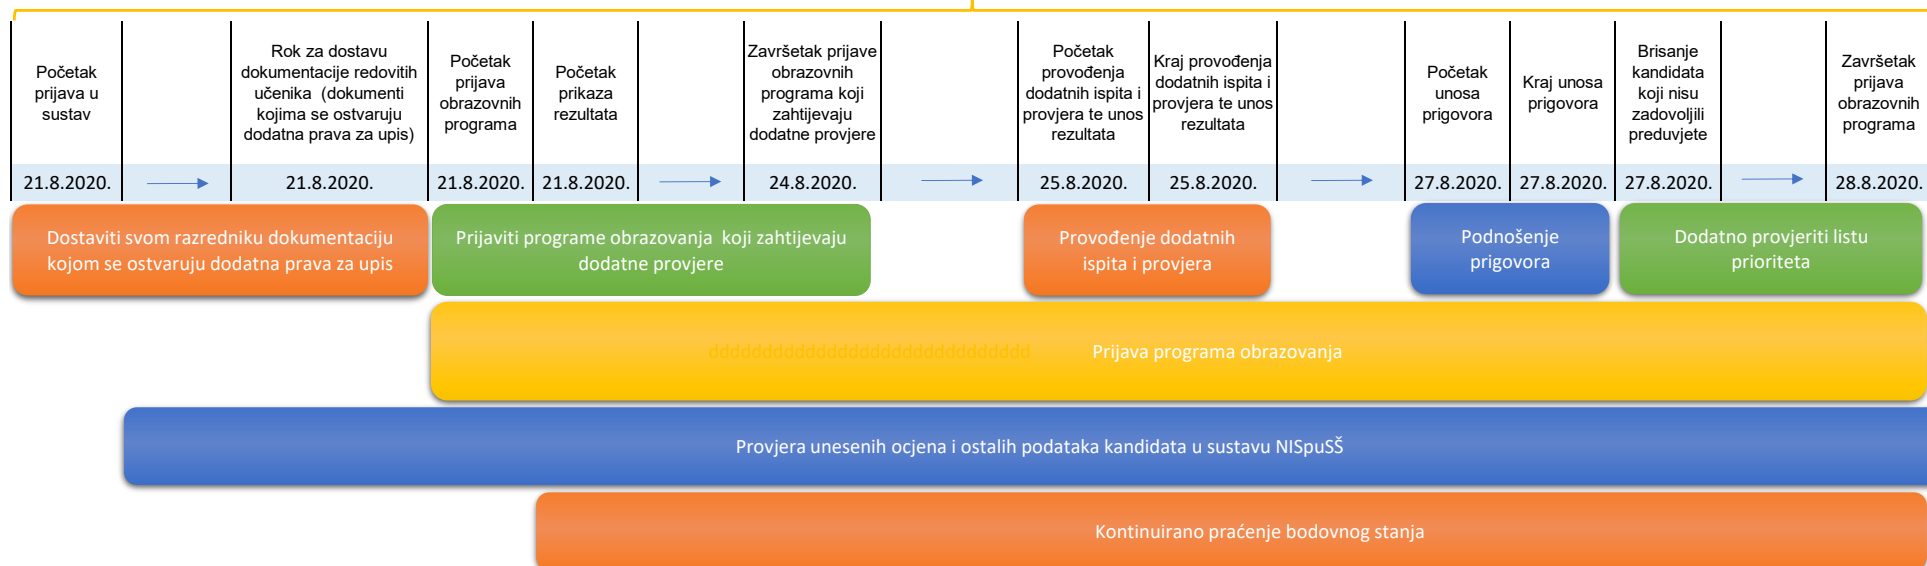 Početak
prijava u
sustav
Rok za dostavu
dokumentacije redovitih
učenika (dokumenti
kojima se ostvaruju
dodatna prava za upis)
Početak
prijava
obrazovnih
programa
Početak
prikaza
rezultata
Završetak prijave
obrazovnih
programa koji
zahtijevaju
dodatne provjere
Početak
provođenja
dodatnih ispita i
provjera te unos
rezultata
Kraj provođenja
dodatnih ispita i
provjera te unos
rezultata
Početak
unosa
prigovora
Kraj unosa
prigovora
Brisanje
kandidata
koji nisu
zadovoljili
preduvjete
Završetak
prijava
obrazovnih
programa
21.8.2020.
21.8.2020.
21.8.2020.
21.8.2020.
24.8.2020.
25.8.2020.
25.8.2020.
27.8.2020.
27.8.2020.
27.8.2020.
28.8.2020.
Dostaviti svom razredniku dokumentaciju
kojom se ostvaruju dodatna prava za upis
Prijaviti programe obrazovanja koji zahtijevaju
dodatne provjere
Provođenje dodatnih
ispita i provjera
Podnošenje
prigovora
Dodatno provjeriti listu
prioriteta
dddddddddddddddddddddddddddddd Prijava programa obrazovanja
Provjera unesenih ocjena i ostalih podataka kandidata u sustavu NISpuSŠ
Kontinuirano praćenje bodovnog stanja